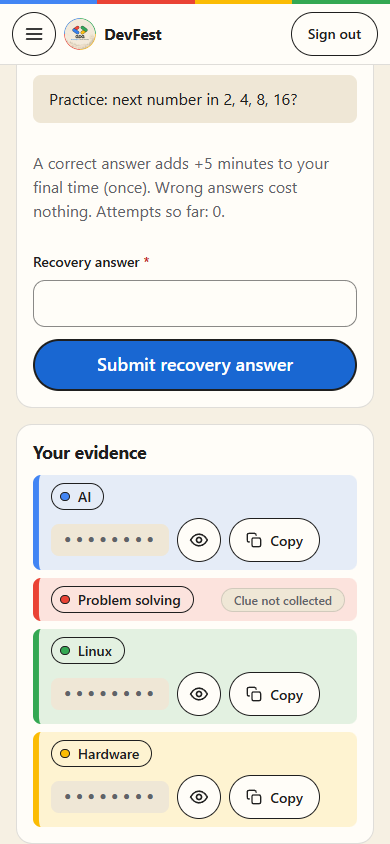 DevFest
Sign out
Practice: next number in 2, 4, 8, 16?
A correct answer adds +5 minutes to your
final time (once). Wrong answers cost
nothing. Attempts so far: 0.
Recovery answer *
Submit recovery answer
Your evidence
AI
••••••••
Copy
Problem solving
Clue not collected
Linux
••••••••
Copy
Hardware
••••••••
Copy